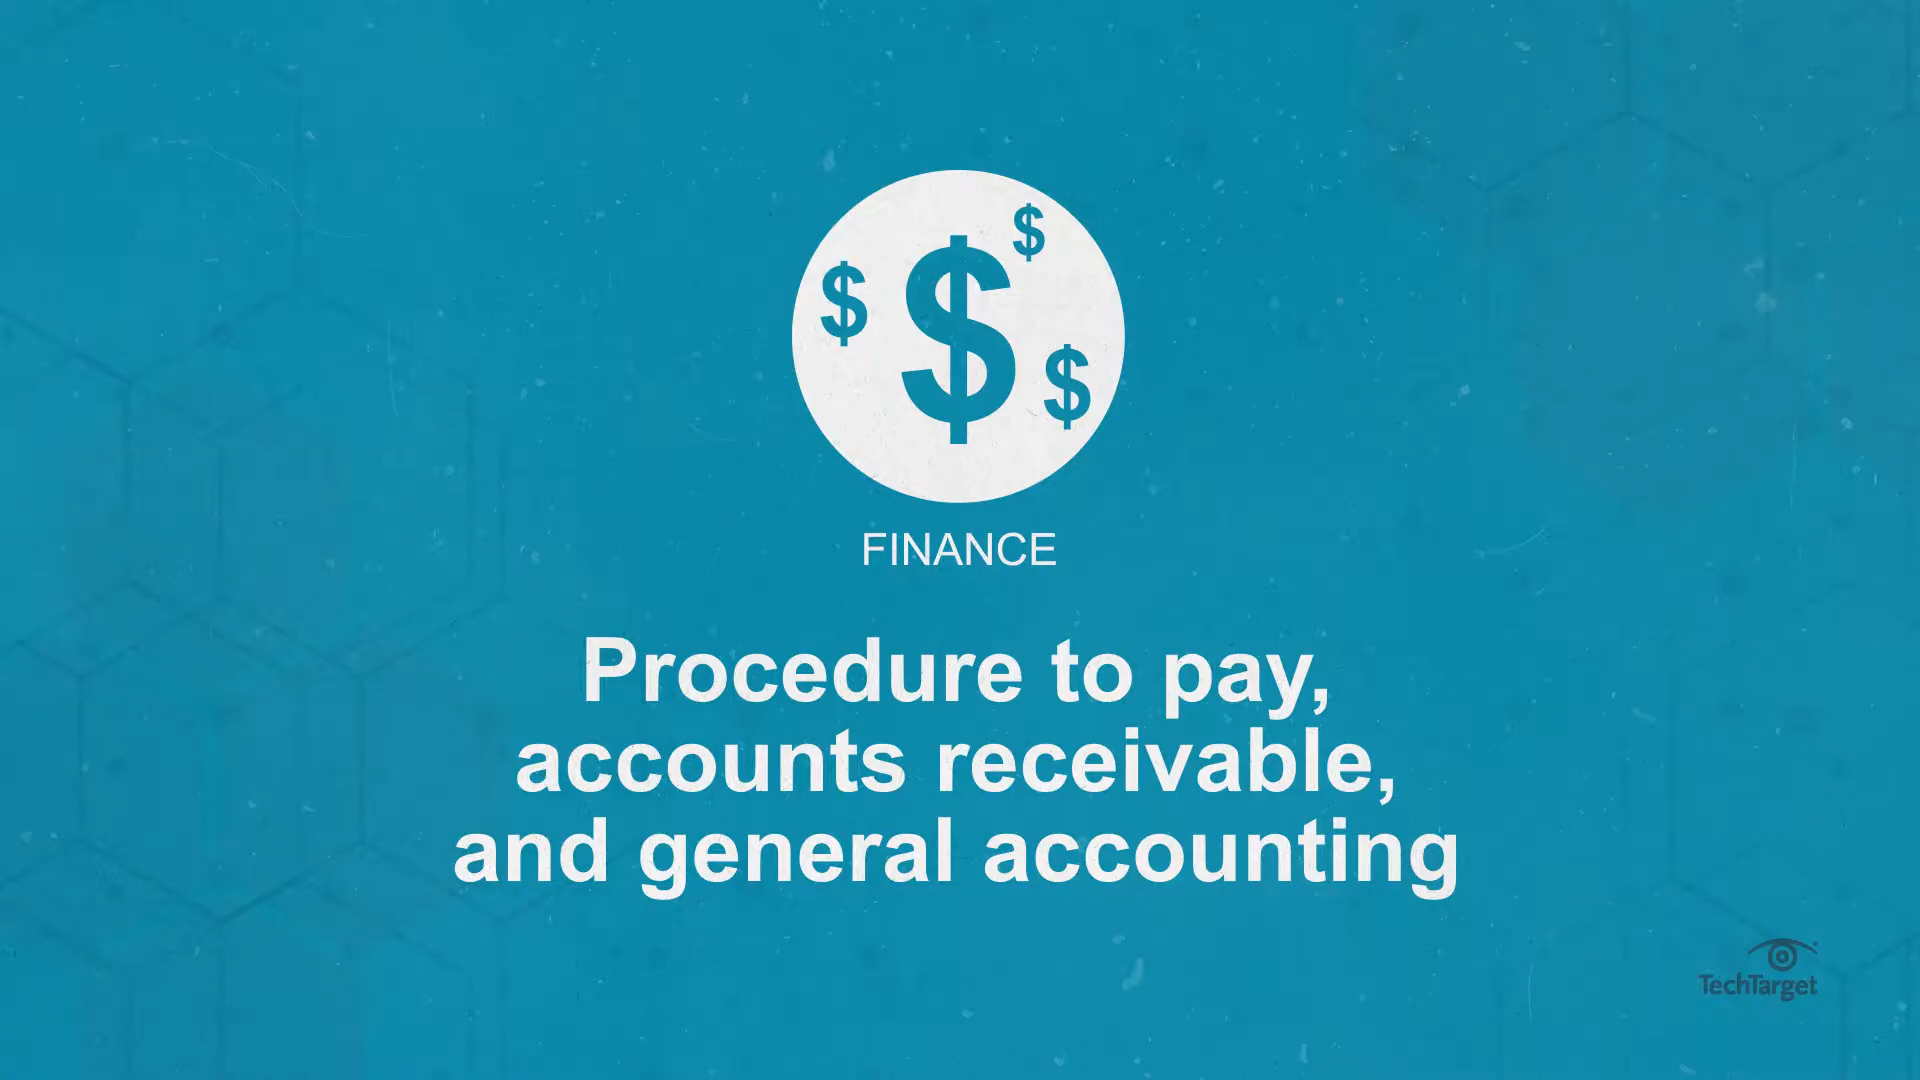 $
$
$
$
FINANCE
Procedure to pay,
accounts receivable,
and general accounting
TechTarget